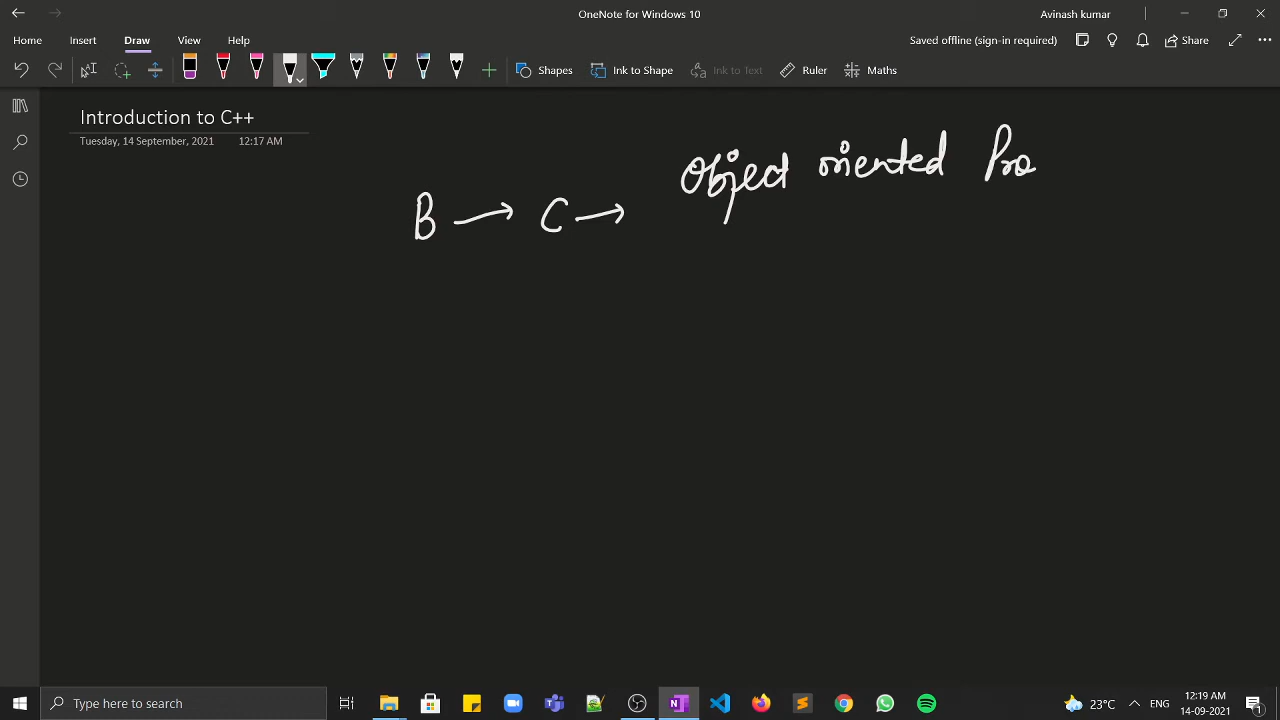 OneNote for Windows 10
Avinash kumar
Home Insert Draw View Help
Saved offline (sign-in required)
Share
Shapes
Ink to Shape
Ink to Text
Ruler
Maths
Introduction to C++
Tuesday, 14 September, 2021 12:17 AM
Object oriented Pro
B → C →
Type here to search
23°C
ENG
12:19 AM
14-09-2021